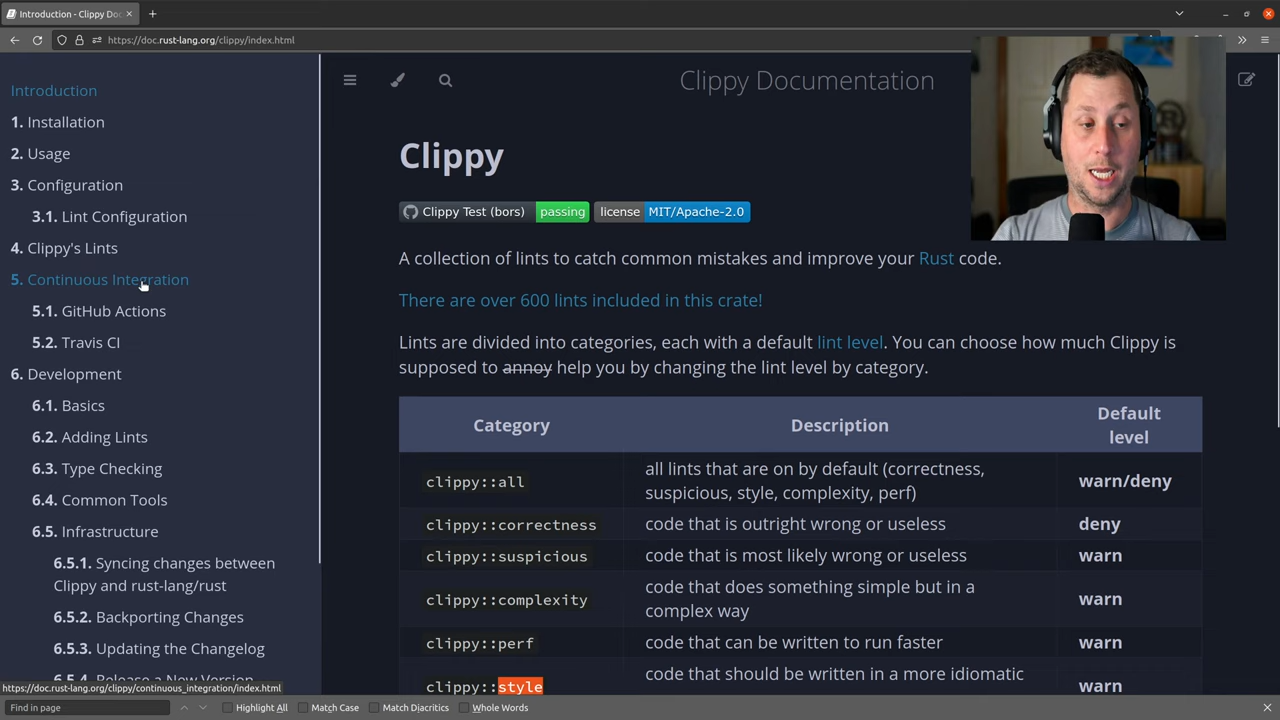 Introduction - Clippy Doc
https://doc.rust-lang.org/clippy/index.html
Introduction
1. Installation
2. Usage
3. Configuration
3.1. Lint Configuration
4. Clippy's Lints
5. Continuous Integration
5.1. GitHub Actions
5.2. Travis CI
6. Development
6.1. Basics
6.2. Adding Lints
6.3. Type Checking
6.4. Common Tools
6.5. Infrastructure
6.5.1. Syncing changes between
Clippy and rust-lang/rust
6.5.2. Backporting Changes
6.5.3. Updating the Changelog
6.5.4. Release a New Version
https://doc.rust-lang.org/clippy/continuous_integration/index.html
Clippy Documentation
Clippy
Clippy Test (bors) passing license MIT/Apache-2.0
A collection of lints to catch common mistakes and improve your Rust code.
There are over 600 lints included in this crate!
Lints are divided into categories, each with a default lint level. You can choose how much Clippy is
supposed to annoy help you by changing the lint level by category.
Category Description Default
level
clippy::all all lints that are on by default (correctness,
suspicious, style, complexity, perf) warn/deny
clippy::correctness code that is outright wrong or useless deny
clippy::suspicious code that is most likely wrong or useless warn
clippy::complexity code that does something simple but in a
complex way warn
clippy::perf code that can be written to run faster warn
clippy::style code that should be written in a more idiomatic
warn
Find in page Highlight All Match Case Match Diacritics Whole Words